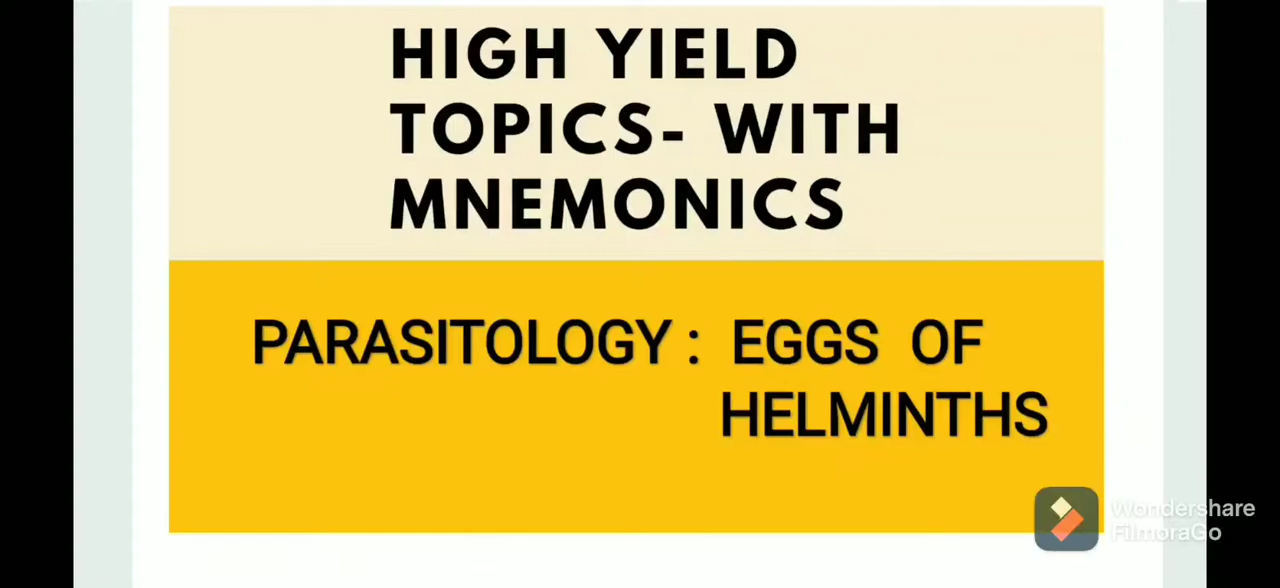 HIGH YIELD
TOPICS- WITH
MNEMONICS
PARASITOLOGY : EGGS OF
HELMINTHS
Wondershare
FilmoraGo